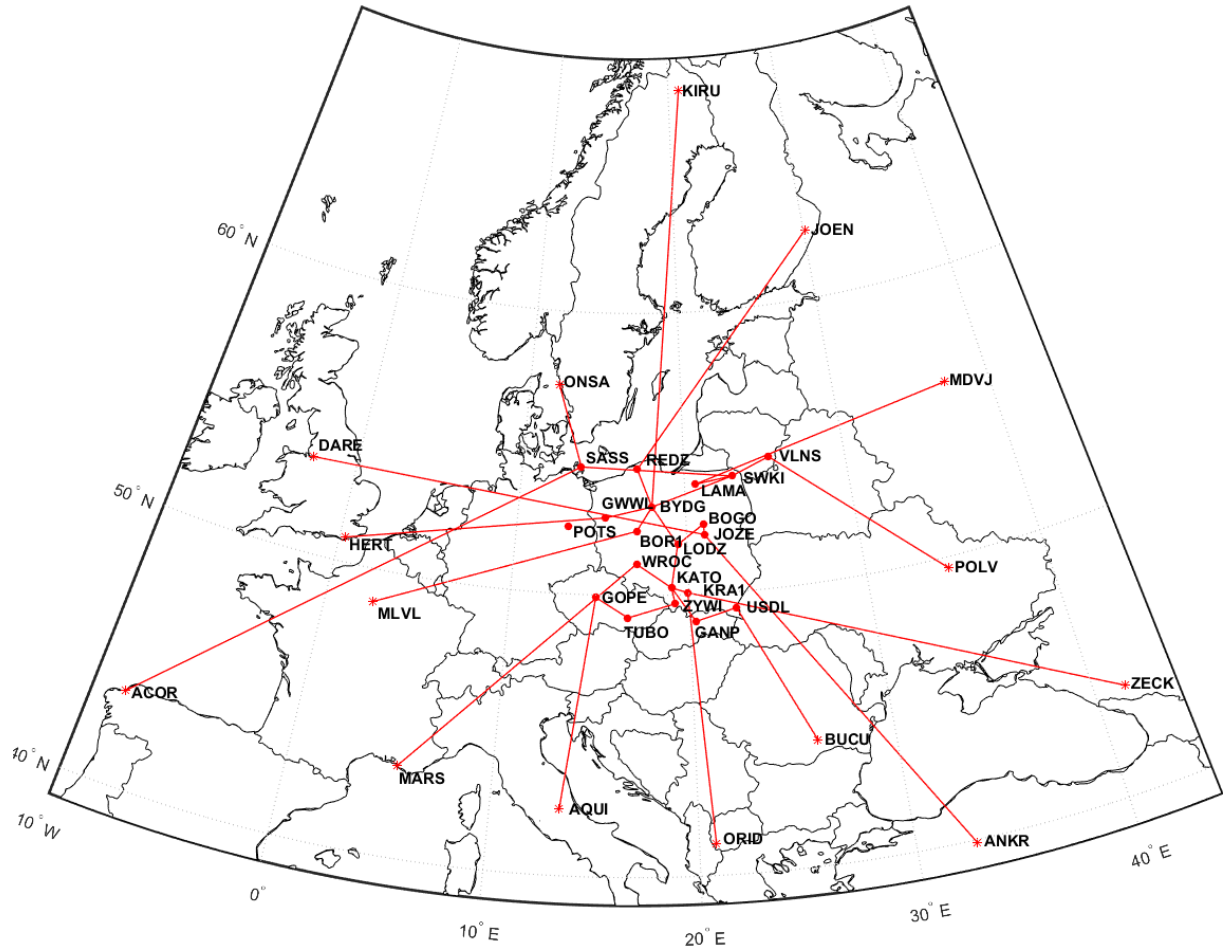 KIRU
JOEN
60° N
ONSA
MDVJ
DARE
SASS
REDZ
VLNS
SWKI
LAMA
50° N
GWWL
BYDG
BOGO
POTS
JOZE
HERT
BOR1
LODZ
WROC
POLV
KATO
KRA1
GOPE
ZYWI
USDL
MLVL
TUBO
GANP
ZECK
ACOR
BUCU
40° N
MARS
AQUI
10° W
ORID
ANKR
40° E
0°
30° E
10° E
20° E